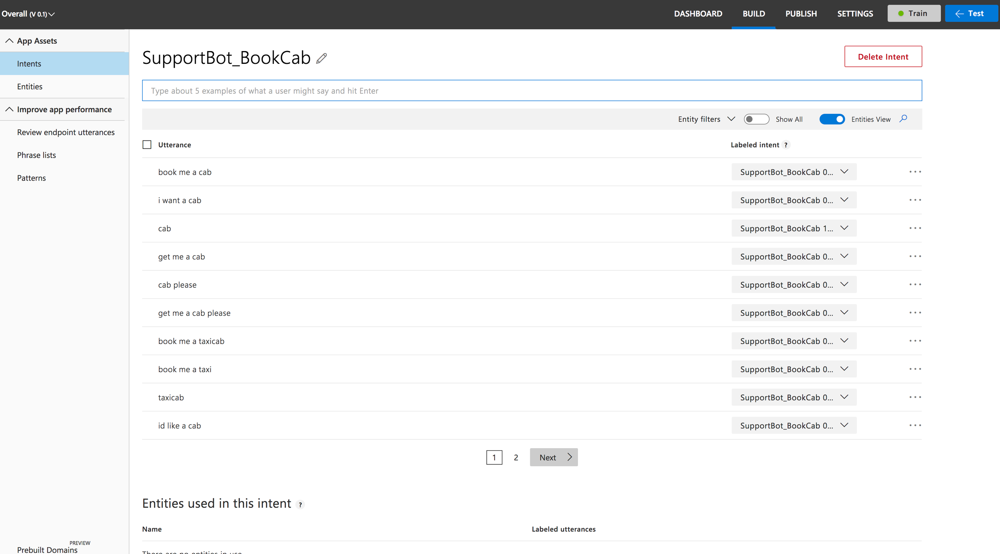 Overall (V 0.1) DASHBOARD BUILD PUBLISH SETTINGS Train Test
App Assets
Intents
Entities
Improve app performance
Review endpoint utterances
Phrase lists
Patterns
PREVIEW
Prebuilt Domains
SupportBot_BookCab
Delete Intent
Type about 5 examples of what a user might say and hit Enter
Entity filters Show All Entities View
Utterance Labeled intent ?
book me a cab SupportBot_BookCab 0... ...
i want a cab SupportBot_BookCab 0... ...
cab SupportBot_BookCab 1... ...
get me a cab SupportBot_BookCab 0... ...
cab please SupportBot_BookCab 0... ...
get me a cab please SupportBot_BookCab 0... ...
book me a taxicab SupportBot_BookCab 0... ...
book me a taxi SupportBot_BookCab 0... ...
taxicab SupportBot_BookCab 0... ...
id like a cab SupportBot_BookCab 0... ...
1 2 Next
Entities used in this intent ?
Name Labeled utterances
There are no entities in use